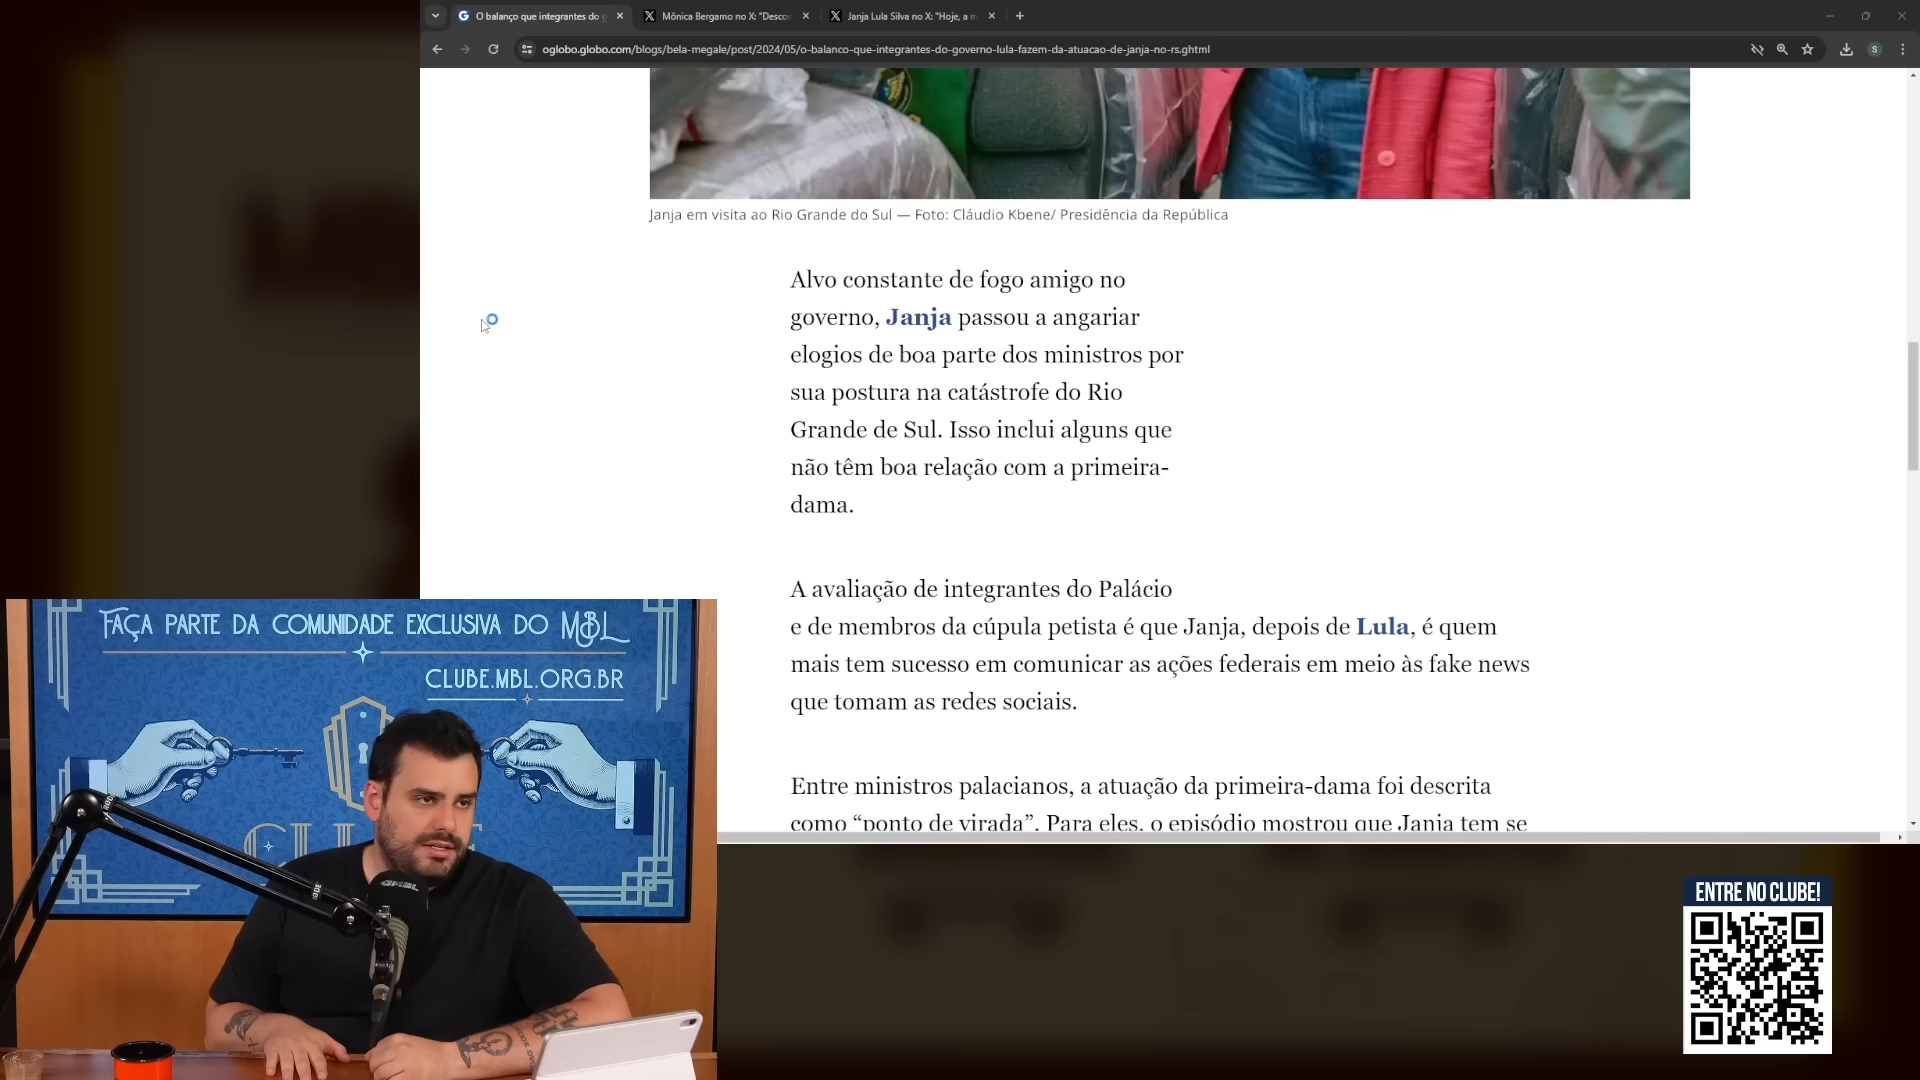 O balanço que integrantes do g
Mônica Bergamo no X: "Desco
Janja Lula Silva no X: "Hoje, a m
oglobo.globo.com/blogs/bela-megale/post/2024/05/o-balanco-que-integrantes-do-governo-lula-fazem-da-atuacao-de-janja-no-rs.ghtml
S
Janja em visita ao Rio Grande do Sul — Foto: Cláudio Kbene/ Presidência da República
Alvo constante de fogo amigo no
governo, Janja passou a angariar
elogios de boa parte dos ministros por
sua postura na catástrofe do Rio
Grande de Sul. Isso inclui alguns que
não têm boa relação com a primeira-
dama.
A avaliação de integrantes do Palácio
e de membros da cúpula petista é que Janja, depois de Lula, é quem
mais tem sucesso em comunicar as ações federais em meio às fake news
que tomam as redes sociais.
Entre ministros palacianos, a atuação da primeira-dama foi descrita
como “ponto de virada”. Para eles, o episódio mostrou que Janja tem se
FAÇA PARTE DA COMUNIDADE EXCLUSIVA DO MBL
CLUBE.MBL.ORG.BR
MBL
RODE
RODE
ENTRE NO CLUBE!